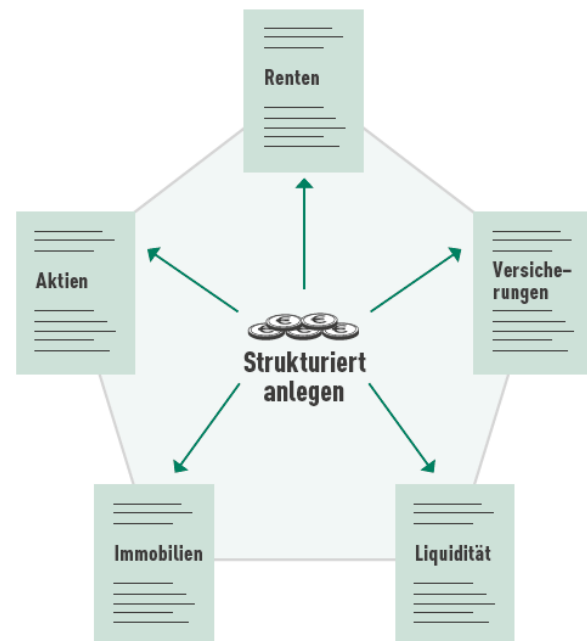 Renten
Aktien
Versiche-
rungen
Strukturiert
anlegen
Immobilien
Liquidität